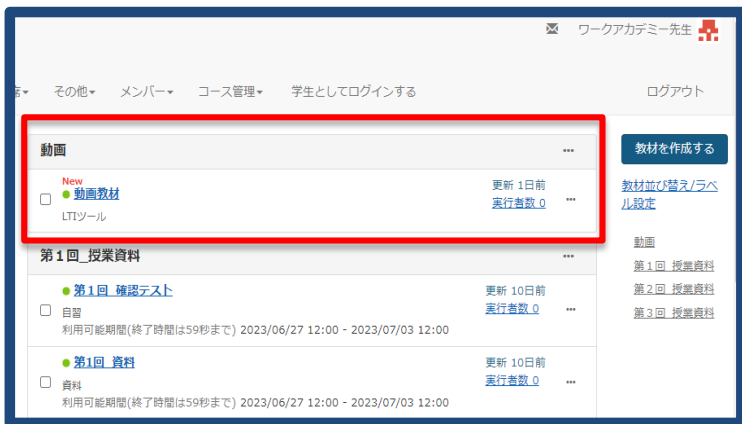 ワークアカデミー先生
席 その他 メンバー コース管理 学生としてログインする ログアウト
動画 ...
New
動画教材
LTIツール
更新 1日前
実行者数 0 ...
第１回_授業資料 ...
第１回_確認テスト
自習
利用可能期間(終了時間は59秒まで) 2023/06/27 12:00 - 2023/07/03 12:00
更新 10日前
実行者数 0 ...
第1回_資料
資料
利用可能期間(終了時間は59秒まで) 2023/06/27 12:00 - 2023/07/03 12:00
更新 10日前
実行者数 0 ...
教材を作成する
教材並び替え/ラベ
ル設定
動画
第１回_授業資料
第２回_授業資料
第３回_授業資料